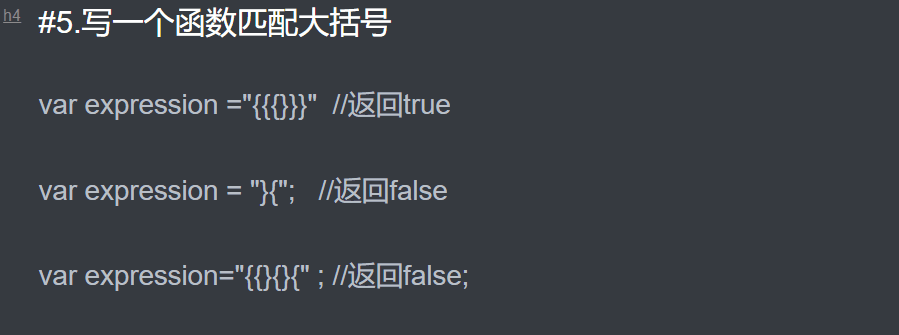 h4
#5.写一个函数匹配大括号
var expression ="{{{}}}"  //返回true
var expression = "}{";   //返回false
var expression="{{}{}{" ; //返回false;